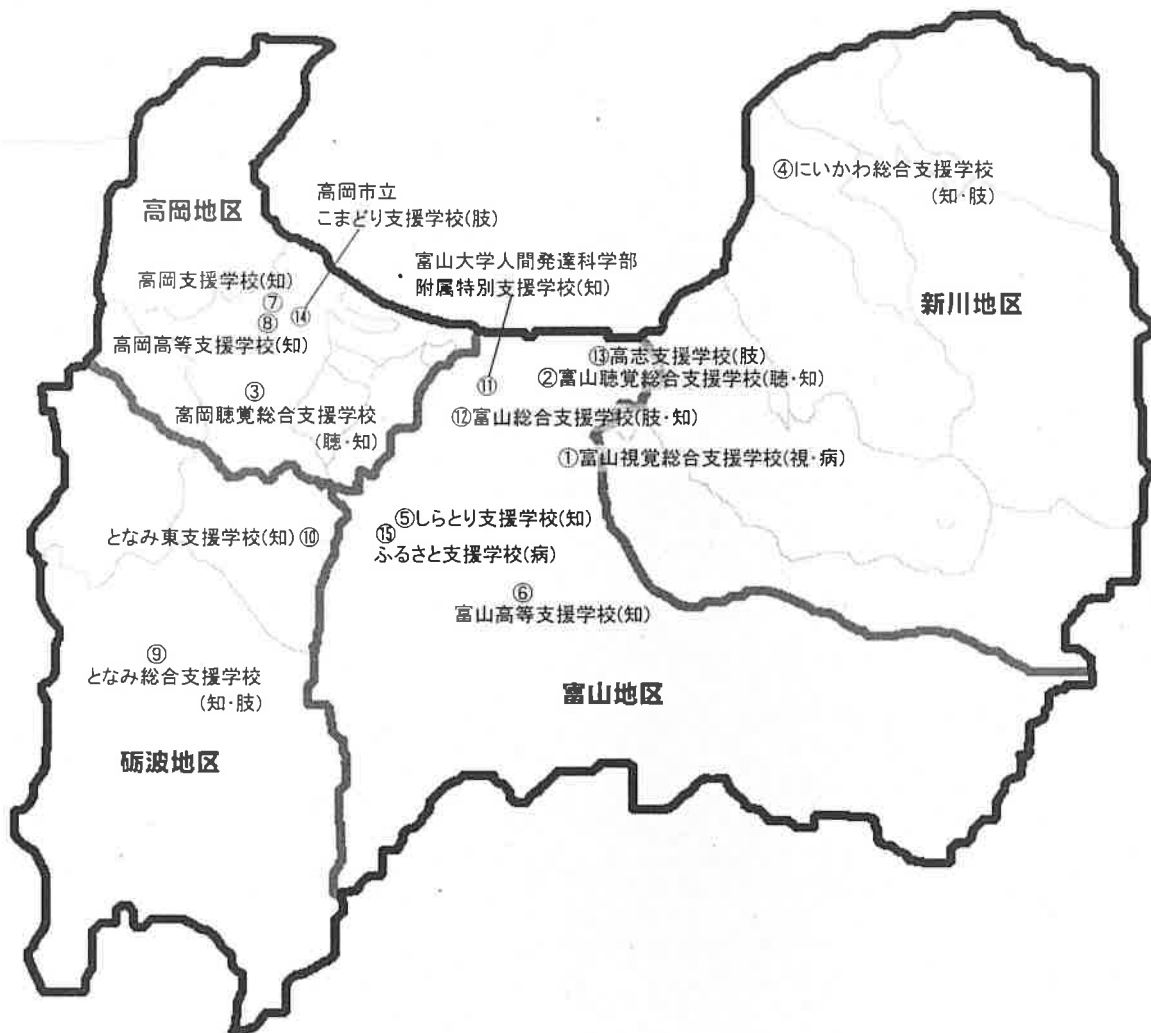 ④にいかわ総合支援学校
(知・肢)
高岡市立
こまどり支援学校(肢)
高岡地区
富山大学人間発達科学部
附属特別支援学校(知)
高岡支援学校(知)
⑦
⑧
⑭
高岡高等支援学校(知)
新川地区
⑬高志支援学校(肢)
②富山聴覚総合支援学校(聴・知)
⑪
③
高岡聴覚総合支援学校
(聴・知)
⑫富山総合支援学校(肢・知)
①富山視覚総合支援学校(視・病)
⑤しらとり支援学校(知)
⑮
ふるさと支援学校(病)
となみ東支援学校(知)⑩
⑥
富山高等支援学校(知)
⑨
となみ総合支援学校
(知・肢)
富山地区
砺波地区